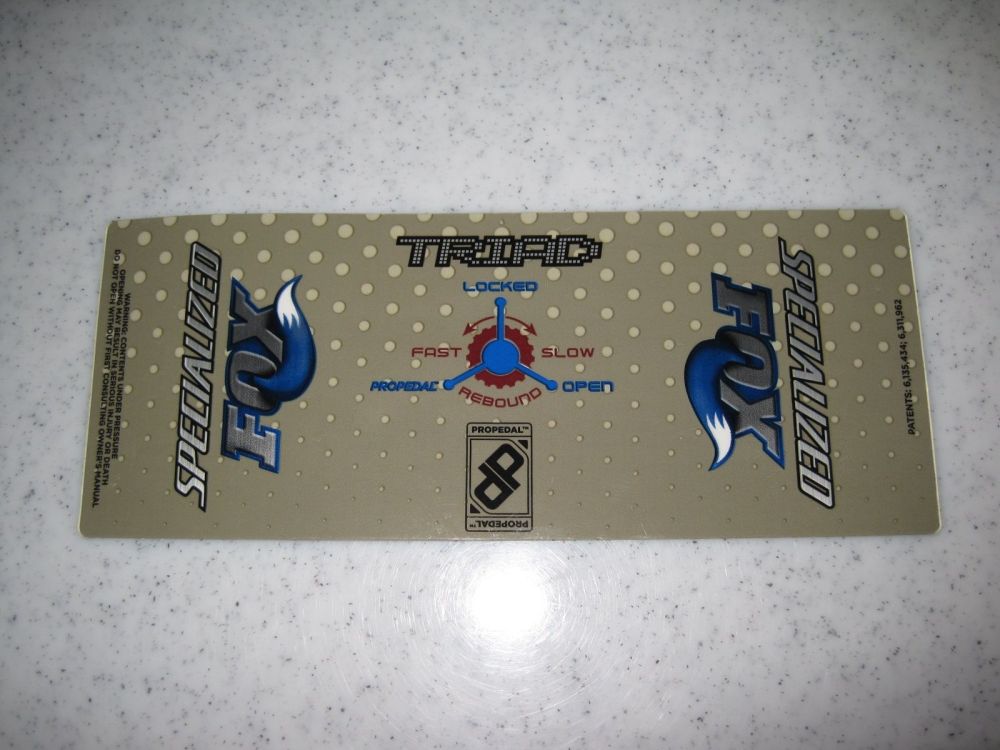 WARNING: CONTENTS UNDER PRESSURE
OPENING MAY RESULT IN SERIOUS INJURY OR DEATH
DO NOT OPEN WITHOUT FIRST CONSULTING OWNER'S MANUAL
SPECIALIZED
FOX
TRIAD
LOCKED
FAST
SLOW
PROPEDAL
OPEN
REBOUND
PROPEDAL™
PROPEDAL™
FOX
SPECIALIZED
PATENTS: 6,135,434; 6,311,962